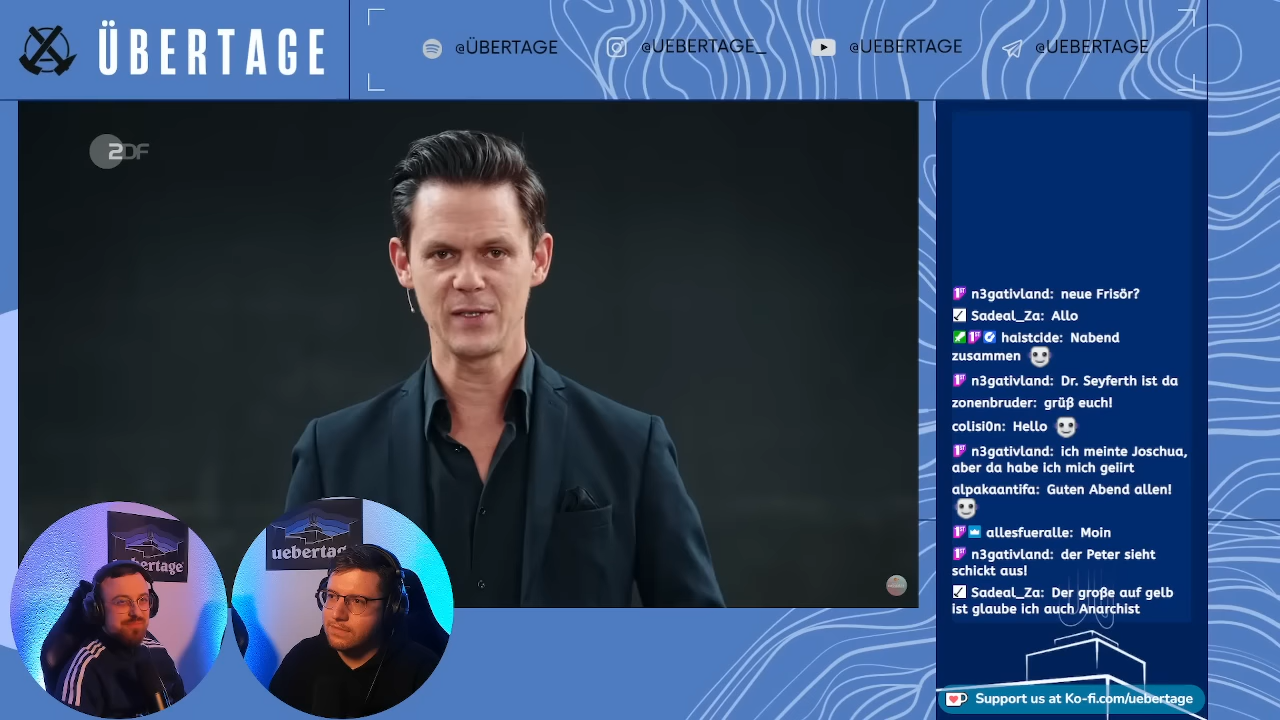 ÜBERTAGE
@ÜBERTAGE
@UEBERTAGE_
@UEBERTAGE
@UEBERTAGE
ZDF
n3gativland: neue Frisör?
Sadeal_Za: Allo
haistcide: Nabend
zusammen
n3gativland: Dr. Seyferth ist da
zonenbruder: grüß euch!
colisi0n: Hello
n3gativland: ich meinte Joschua,
aber da habe ich mich geiirt
alpakaantifa: Guten Abend allen!
allesfueralle: Moin
n3gativland: der Peter sieht
schickt aus!
Sadeal_Za: Der große auf gelb
ist glaube ich auch Anarchist
uebertage
Support us at Ko-fi.com/uebertage